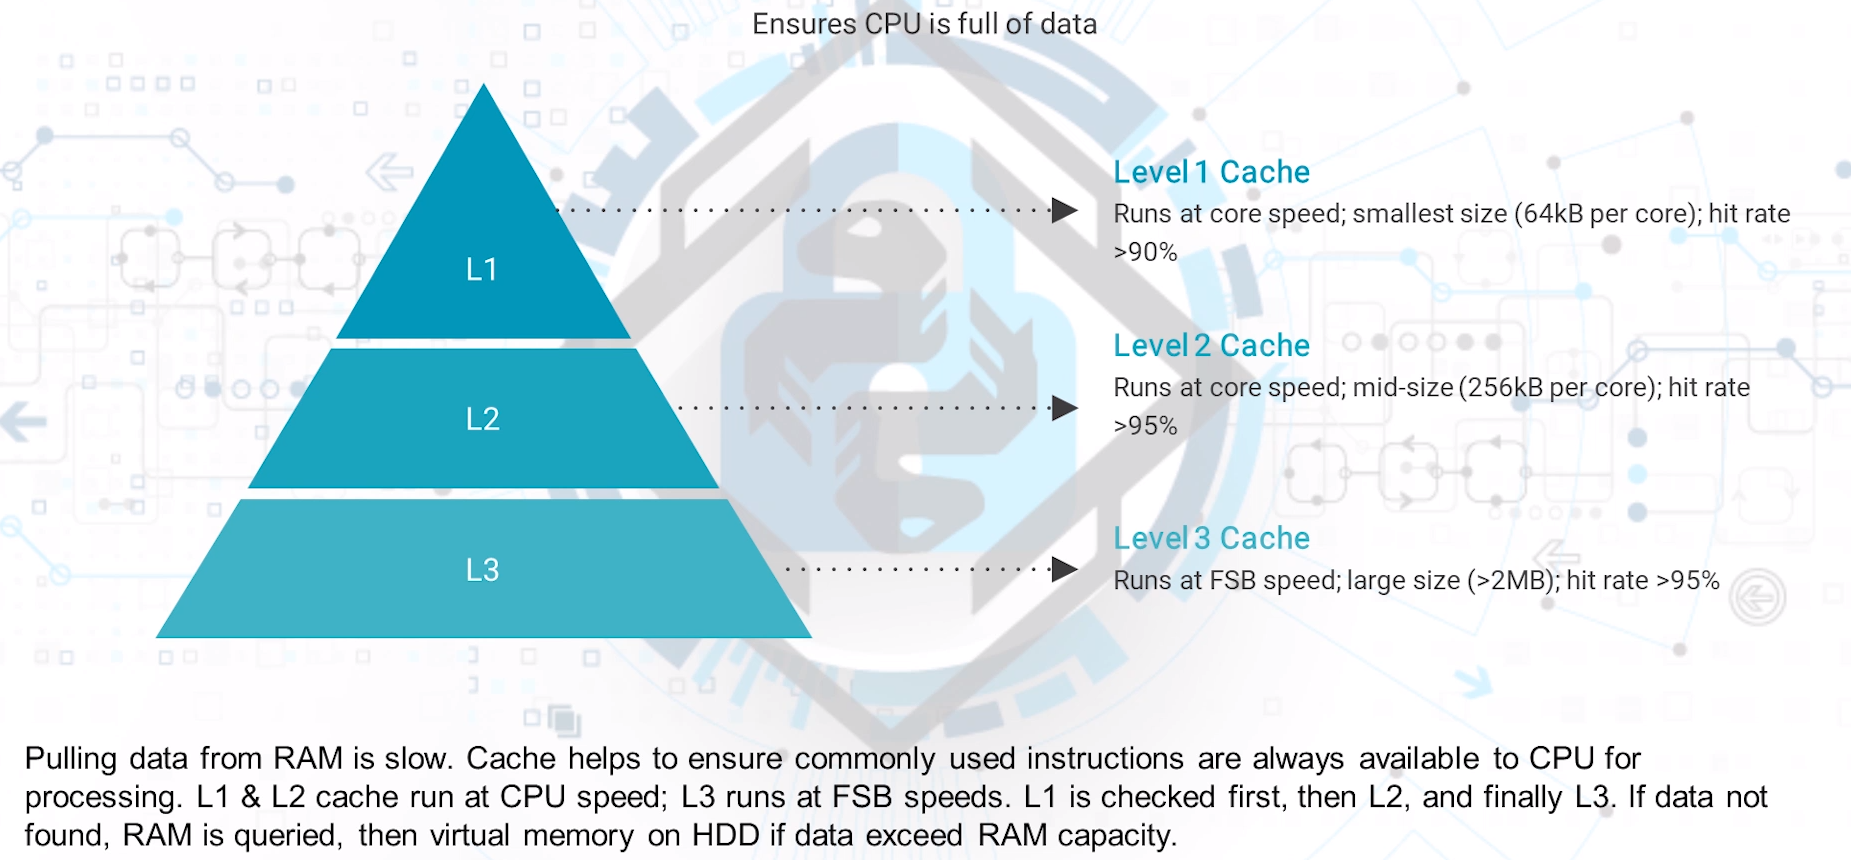 Ensures CPU is full of data
L1
L2
L3
Level 1 Cache
Runs at core speed; smallest size (64kB per core); hit rate
>90%
Level 2 Cache
Runs at core speed; mid-size (256kB per core); hit rate
>95%
Level 3 Cache
Runs at FSB speed; large size (>2MB); hit rate >95%
Pulling data from RAM is slow. Cache helps to ensure commonly used instructions are always available to CPU for
processing. L1 & L2 cache run at CPU speed; L3 runs at FSB speeds. L1 is checked first, then L2, and finally L3. If data not
found, RAM is queried, then virtual memory on HDD if data exceed RAM capacity.